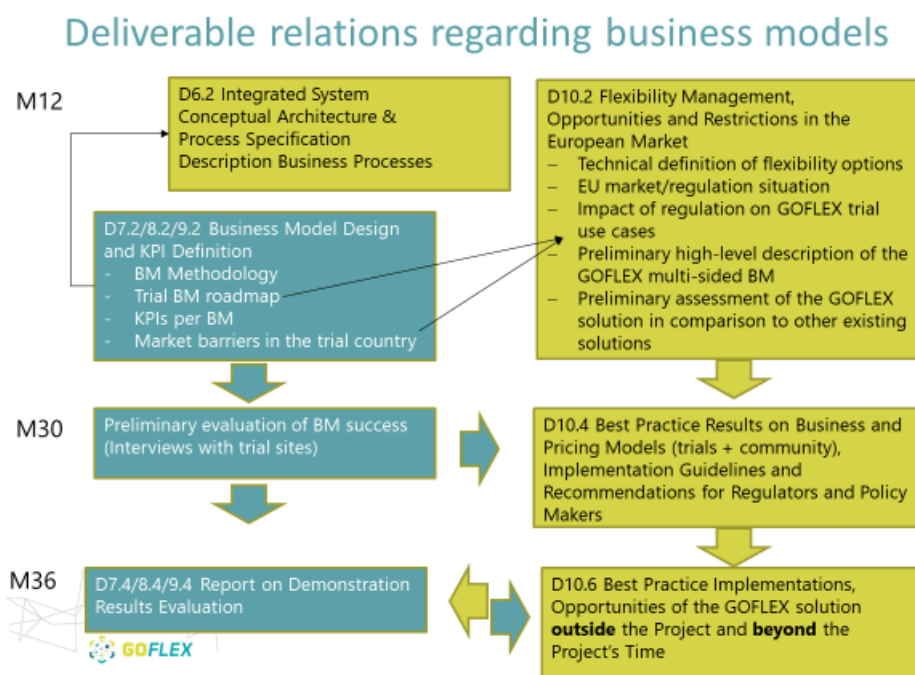 Deliverable relations regarding business models
M12
D6.2 Integrated System
Conceptual Architecture &
Process Specification
Description Business Processes
D10.2 Flexibility Management,
Opportunities and Restrictions in the
European Market
– Technical definition of flexibility options
– EU market/regulation situation
– Impact of regulation on GOFLEX trial
use cases
– Preliminary high-level description of the
GOFLEX multi-sided BM
– Preliminary assessment of the GOFLEX
solution in comparison to other existing
solutions
D7.2/8.2/9.2 Business Model Design
and KPI Definition
- BM Methodology
- Trial BM roadmap
- KPIs per BM
- Market barriers in the trial country
M30
Preliminary evaluation of BM success
(Interviews with trial sites)
D10.4 Best Practice Results on Business and
Pricing Models (trials + community),
Implementation Guidelines and
Recommendations for Regulators and Policy
Makers
M36
D7.4/8.4/9.4 Report on Demonstration
Results Evaluation
D10.6 Best Practice Implementations,
Opportunities of the GOFLEX solution
outside the Project and beyond the
Project's Time
GOFLEX